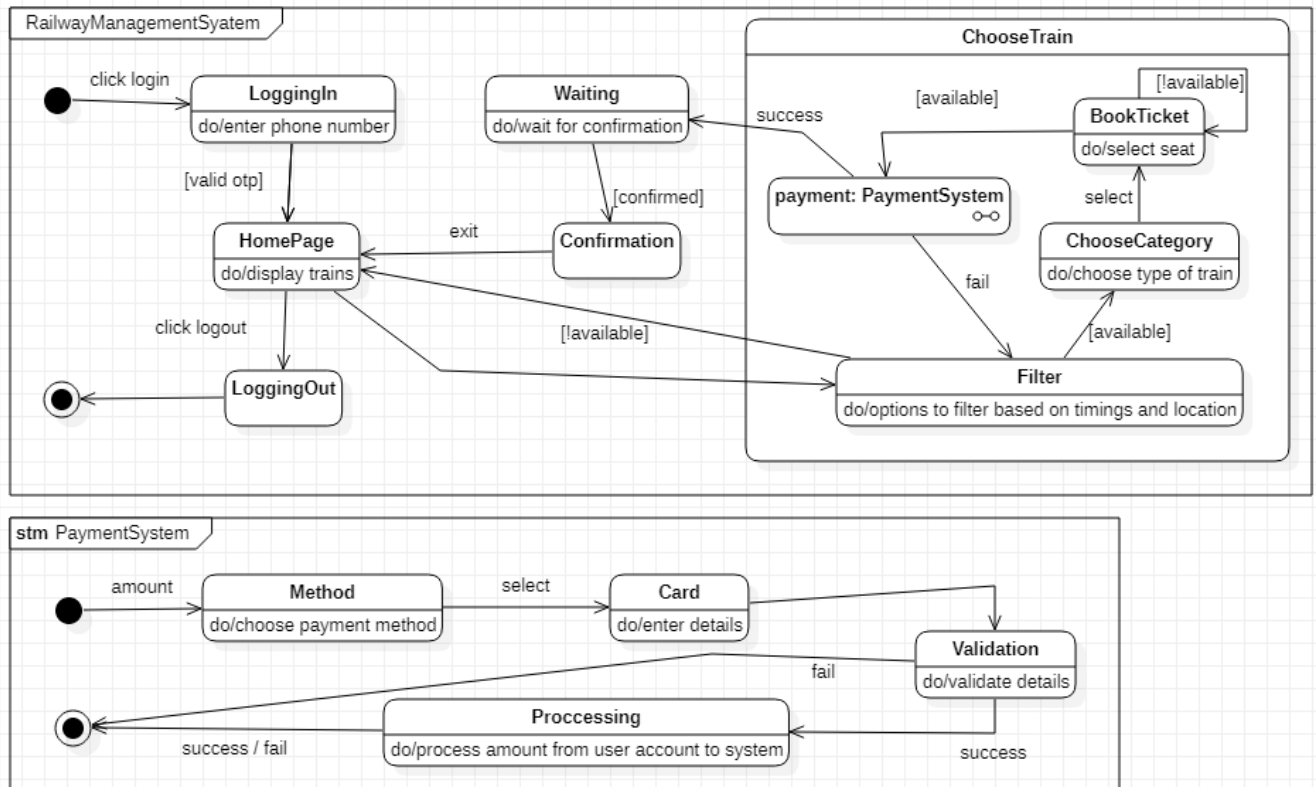 RailwayManagementSyatem
ChooseTrain
click login
LoggingIn
do/enter phone number
Waiting
do/wait for confirmation
success
[available]
[!available]
BookTicket
do/select seat
[valid otp]
[confirmed]
payment: PaymentSystem
select
HomePage
do/display trains
exit
Confirmation
ChooseCategory
do/choose type of train
fail
click logout
[!available]
[available]
LoggingOut
Filter
do/options to filter based on timings and location
stm PaymentSystem
amount
Method
do/choose payment method
select
Card
do/enter details
Validation
do/validate details
fail
Proccessing
do/process amount from user account to system
success / fail
success